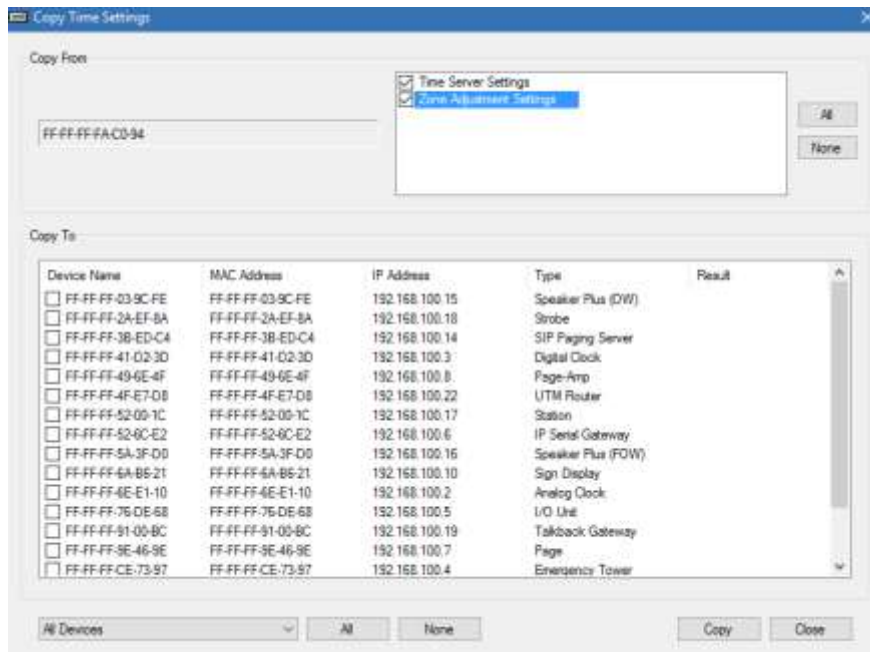 Copy Time Settings
Copy From
Time Server Settings
Zone Adjustment Settings
All
FF-FF-FF-FA-C0-94
None
Copy To
Device Name MAC Address IP Address Type Result
FF-FF-FF-03-9C-FE FF-FF-FF-03-9C-FE 192.168.100.15 Speaker Plus (DW)
FF-FF-FF-2A-EF-8A FF-FF-FF-2A-EF-8A 192.168.100.18 Strobe
FF-FF-FF-3B-ED-C4 FF-FF-FF-3B-ED-C4 192.168.100.14 SIP Paging Server
FF-FF-FF-41-D2-3D FF-FF-FF-41-D2-3D 192.168.100.3 Digital Clock
FF-FF-FF-49-6E-4F FF-FF-FF-49-6E-4F 192.168.100.8 Page-Amp
FF-FF-FF-4F-E7-D8 FF-FF-FF-4F-E7-D8 192.168.100.22 UTM Router
FF-FF-FF-52-00-1C FF-FF-FF-52-00-1C 192.168.100.17 Station
FF-FF-FF-52-6C-E2 FF-FF-FF-52-6C-E2 192.168.100.6 IP Serial Gateway
FF-FF-FF-5A-3F-D0 FF-FF-FF-5A-3F-D0 192.168.100.16 Speaker Plus (FOW)
FF-FF-FF-6A-B6-21 FF-FF-FF-6A-B6-21 192.168.100.10 Sign Display
FF-FF-FF-6E-E1-10 FF-FF-FF-6E-E1-10 192.168.100.2 Analog Clock
FF-FF-FF-76-DE-68 FF-FF-FF-76-DE-68 192.168.100.5 I/O Unit
FF-FF-FF-91-00-BC FF-FF-FF-91-00-BC 192.168.100.19 Talkback Gateway
FF-FF-FF-9E-46-9E FF-FF-FF-9E-46-9E 192.168.100.7 Page
FF-FF-FF-CE-73-97 FF-FF-FF-CE-73-97 192.168.100.4 Emergency Tower
All Devices All None Copy Close